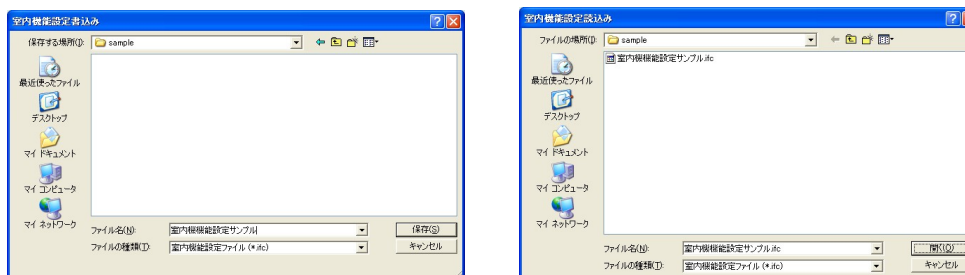 室内機能設定書込み
保存する場所(I):
sample
最近使ったファイル
デスクトップ
マイ ドキュメント
マイ コンピュータ
マイ ネットワーク
ファイル名(N):
室内機機能設定サンプル
保存(S)
ファイルの種類(T):
室内機能設定ファイル (*.ifc)
キャンセル
室内機能設定読込み
ファイルの場所(I):
sample
室内機機能設定サンプル.ifc
最近使ったファイル
デスクトップ
マイ ドキュメント
マイ コンピュータ
マイ ネットワーク
ファイル名(N):
室内機機能設定サンプル.ifc
開く(O)
ファイルの種類(T):
室内機能設定ファイル (*.ifc)
キャンセル